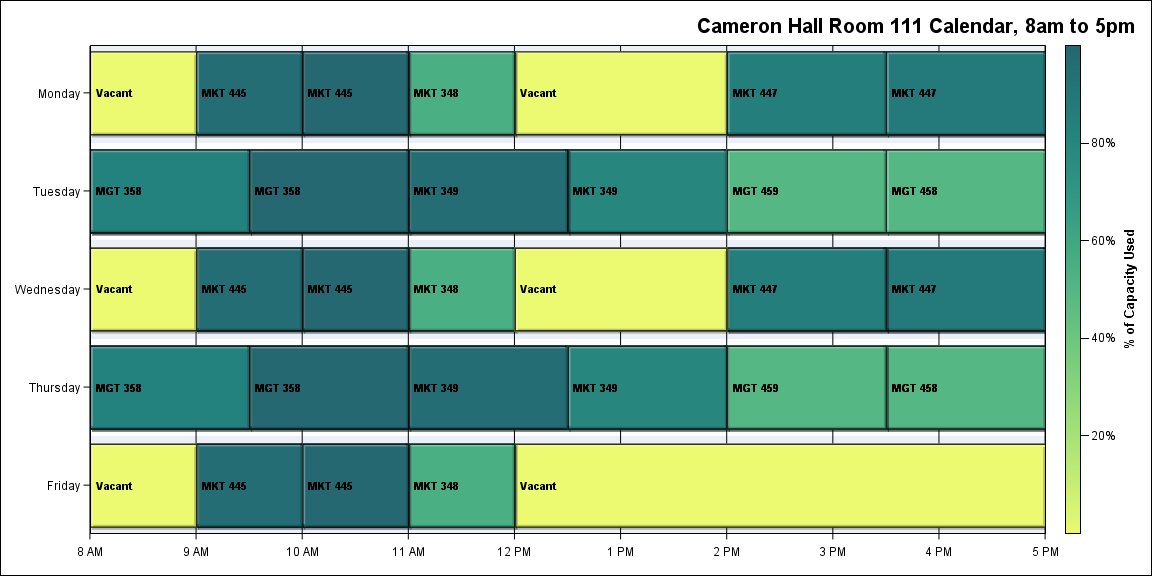 Cameron Hall Room 111 Calendar, 8am to 5pm
Monday
Vacant
MKT 445
MKT 445
MKT 348
Vacant
MKT 447
MKT 447
Tuesday
MGT 358
MGT 358
MKT 349
MKT 349
MGT 459
MGT 458
Wednesday
Vacant
MKT 445
MKT 445
MKT 348
Vacant
MKT 447
MKT 447
Thursday
MGT 358
MGT 358
MKT 349
MKT 349
MGT 459
MGT 458
Friday
Vacant
MKT 445
MKT 445
MKT 348
Vacant
8 AM
9 AM
10 AM
11 AM
12 PM
1 PM
2 PM
3 PM
4 PM
5 PM
80%
60%
40%
20%
% of Capacity Used